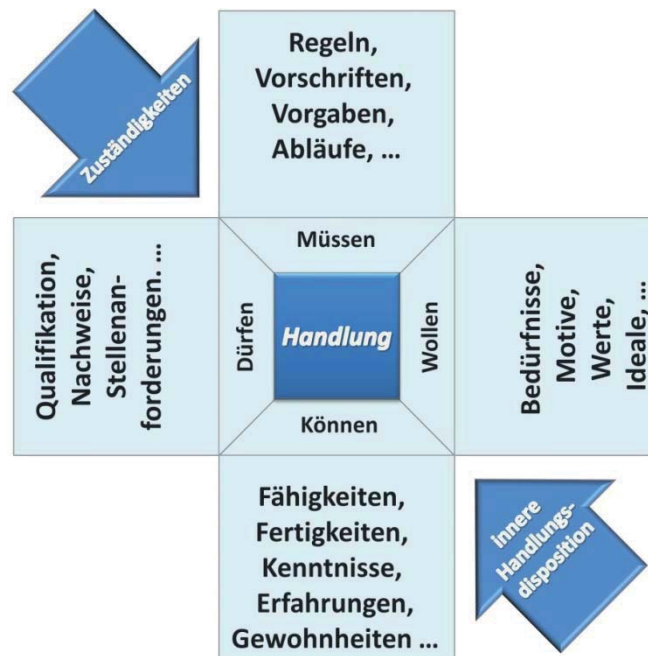 Zuständigkeiten
Regeln,
Vorschriften,
Vorgaben,
Abläufe, ...
Qualifikation,
Nachweise,
Stellenan-
forderungen. ...
Müssen
Dürfen
Handlung
Wollen
Können
Bedürfnisse,
Motive,
Werte,
Ideale, ...
Fähigkeiten,
Fertigkeiten,
Kenntnisse,
Erfahrungen,
Gewohnheiten ...
innere
Handlungs-
disposition